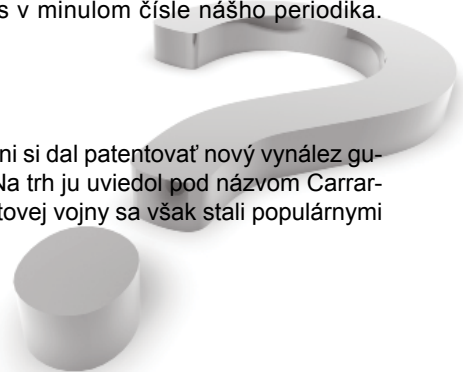 s v minulom čísle nášho periodika.
ni si dal patentovať nový vynález gu-
Na trh ju uviedol pod názvom Carrar-
tovej vojny sa však stali populárnymi